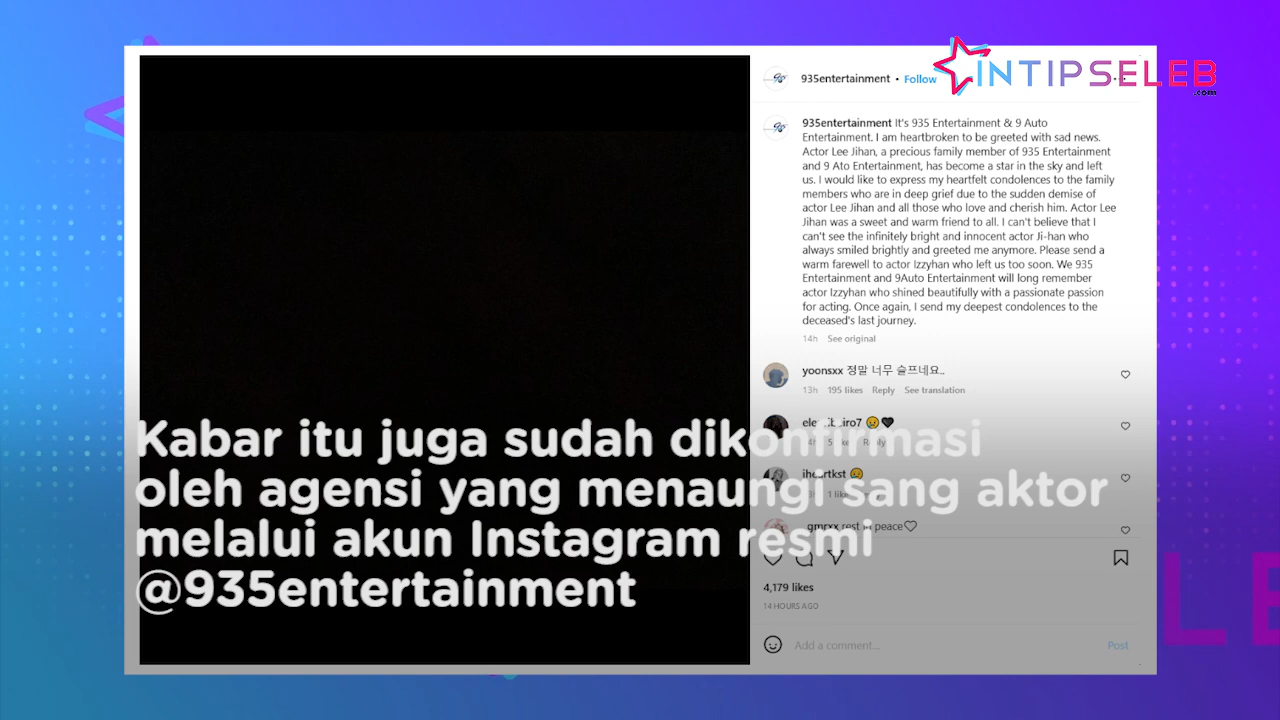 INTIPSELEB
.com
935entertainment • Follow
935entertainment It's 935 Entertainment & 9 Auto
Entertainment. I am heartbroken to be greeted with sad news.
Actor Lee Jihan, a precious family member of 935 Entertainment
and 9 Ato Entertainment, has become a star in the sky and left
us. I would like to express my heartfelt condolences to the family
members who are in deep grief due to the sudden demise of
actor Lee Jihan and all those who love and cherish him. Actor Lee
Jihan was a sweet and warm friend to all. I can't believe that I
can't see the infinitely bright and innocent actor Ji-han who
always smiled brightly and greeted me anymore. Please send a
warm farewell to actor Izzyhan who left us too soon. We 935
Entertainment and 9Auto Entertainment will long remember
actor Izzyhan who shined beautifully with a passionate passion
for acting. Once again, I send my deepest condolences to the
deceased's last journey.
14h See original
yoonsxx 정말 너무 슬프네요..
13h 195 likes Reply See translation
Reply
iheartkst 😥
rest in peace♡
4,179 likes
14 HOURS AGO
Add a comment... Post
Kabar itu juga sudah dikonfirmasi
oleh agensi yang menaungi sang aktor
melalui akun Instagram resmi
@935entertainment
LEB